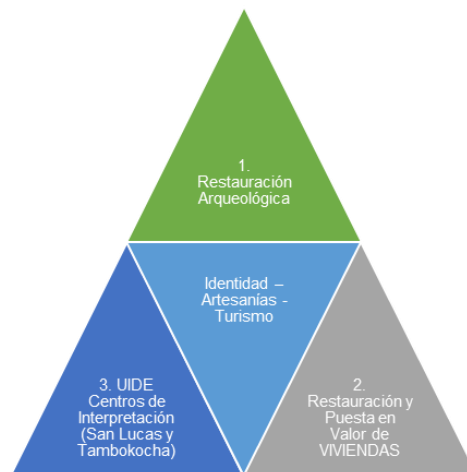 1.
Restauración
Arqueológica
Identidad –
Artesanías -
Turismo
3. UIDE
Centros de
Interpretación
(San Lucas y
Tambokocha)
2.
Restauración y
Puesta en
Valor de
VIVIENDAS